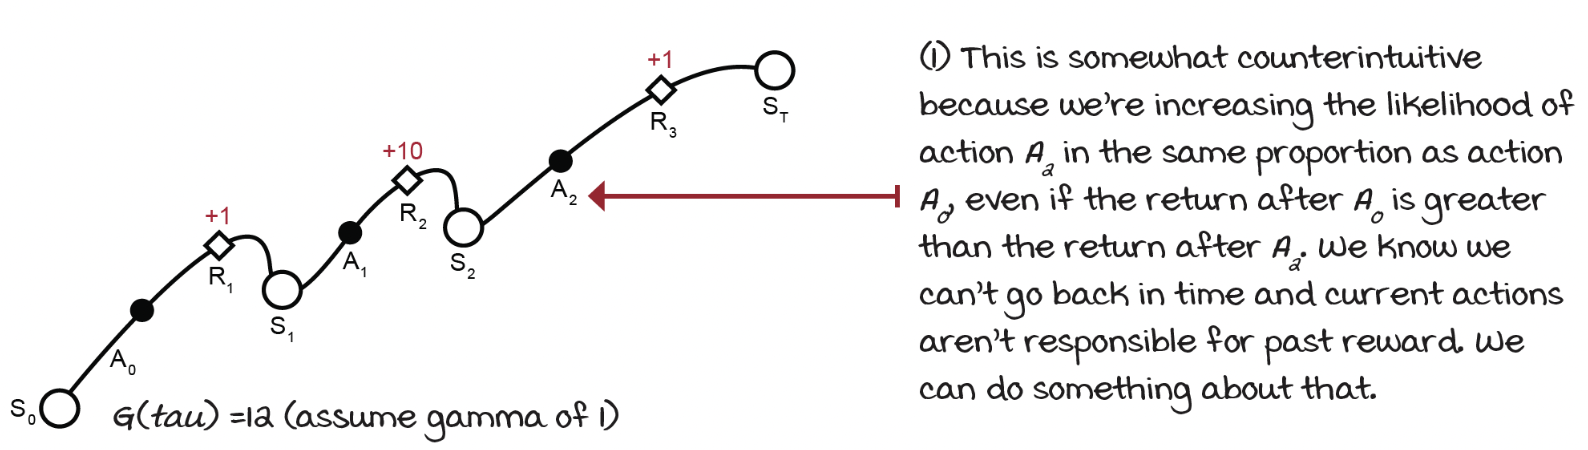 +1
S_T
R_3
+10
A_2
R_2
+1
S_2
A_1
R_1
S_1
A_0
S_0
G(tau) =12 (assume gamma of 1)
(1) This is somewhat counterintuitive
because we're increasing the likelihood of
action A_2 in the same proportion as action
A_0, even if the return after A_0 is greater
than the return after A_2. We know we
can't go back in time and current actions
aren't responsible for past reward. We
can do something about that.